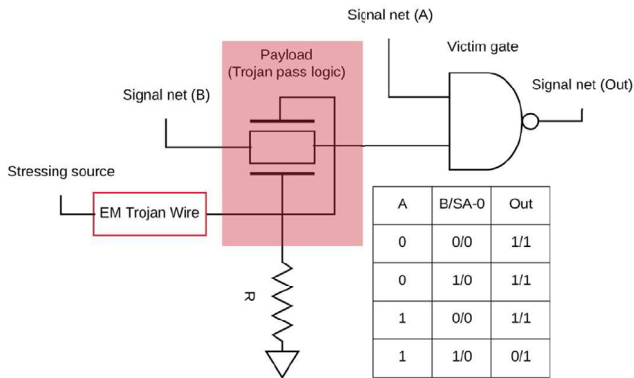 Signal net (A)
Payload
(Trojan pass logic)
Victim gate
Signal net (B)
Signal net (Out)
Stressing source
EM Trojan Wire
R
A B/SA-0 Out
0 0/0 1/1
0 1/0 1/1
1 0/0 1/1
1 1/0 0/1